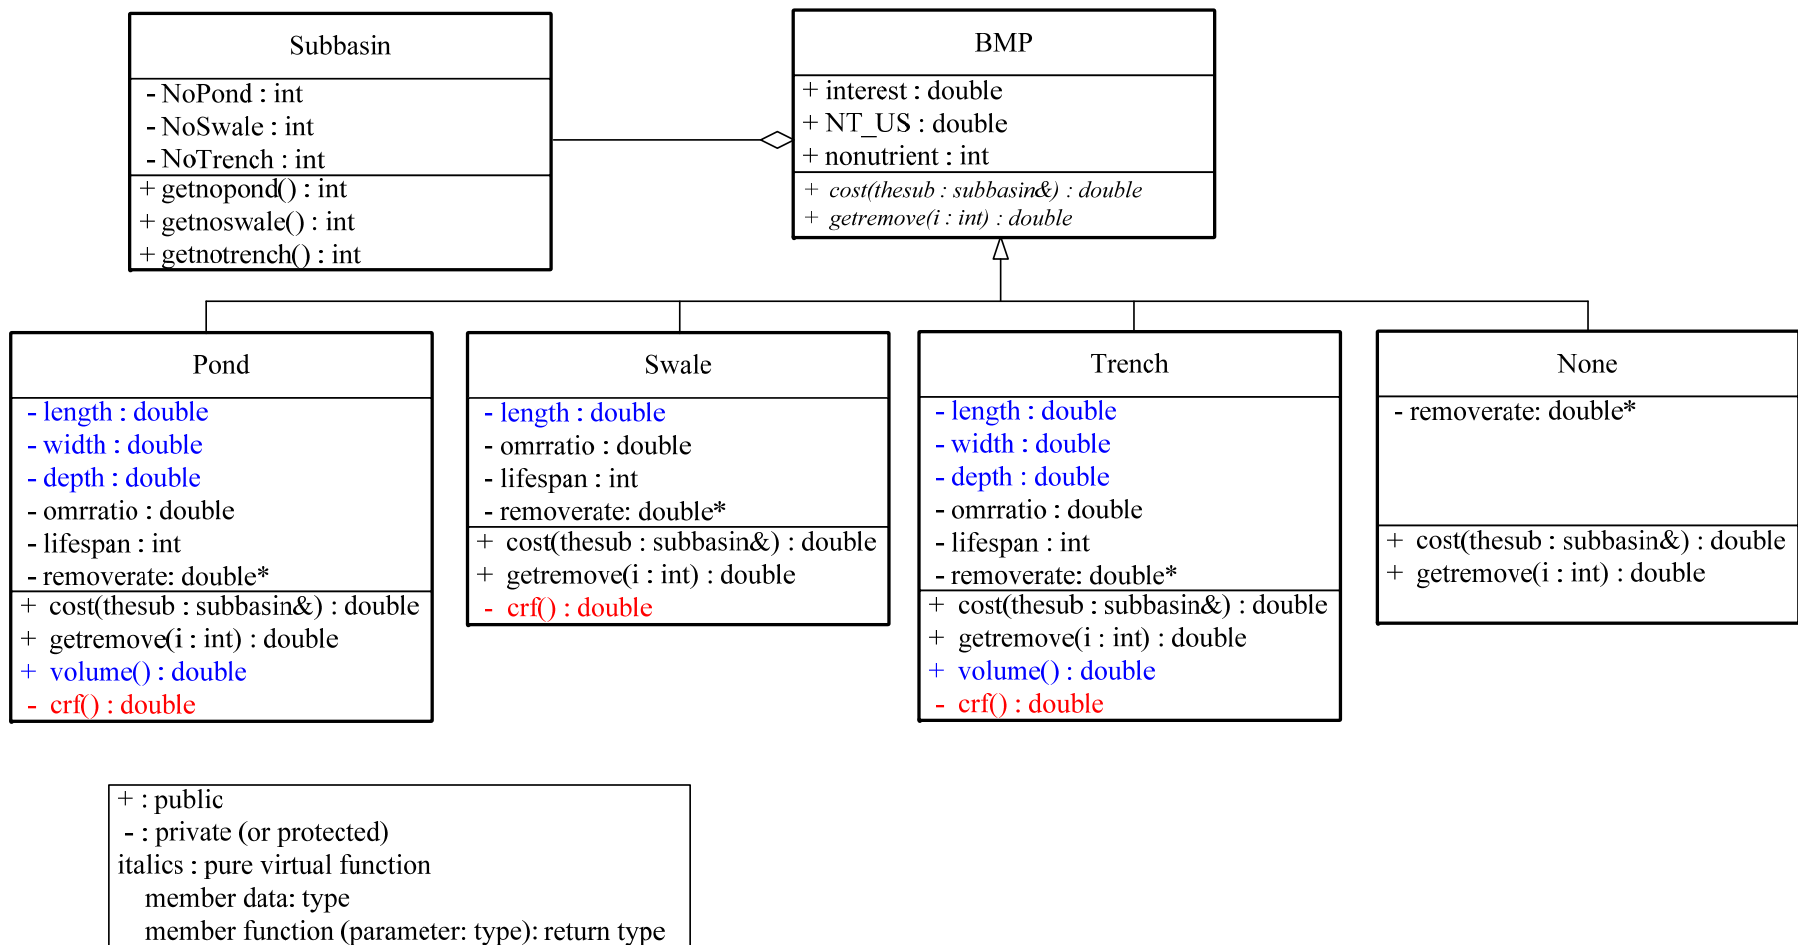 Subbasin
- NoPond : int
- NoSwale : int
- NoTrench : int
+ getnopond() : int
+ getnoswale() : int
+ getnotrench() : int
BMP
+ interest : double
+ NT_US : double
+ nonutrient : int
+ cost(thesub : subbasin&) : double
+ getremove(i : int) : double
Pond
- length : double
- width : double
- depth : double
- omrratio : double
- lifespan : int
- removerate: double*
+ cost(thesub : subbasin&) : double
+ getremove(i : int) : double
+ volume() : double
- crf() : double
Swale
- length : double
- omrratio : double
- lifespan : int
- removerate: double*
+ cost(thesub : subbasin&) : double
+ getremove(i : int) : double
- crf() : double
Trench
- length : double
- width : double
- depth : double
- omrratio : double
- lifespan : int
- removerate: double*
+ cost(thesub : subbasin&) : double
+ getremove(i : int) : double
+ volume() : double
- crf() : double
None
- removerate: double*
+ cost(thesub : subbasin&) : double
+ getremove(i : int) : double
+ : public
- : private (or protected)
italics : pure virtual function
member data: type
member function (parameter: type): return type